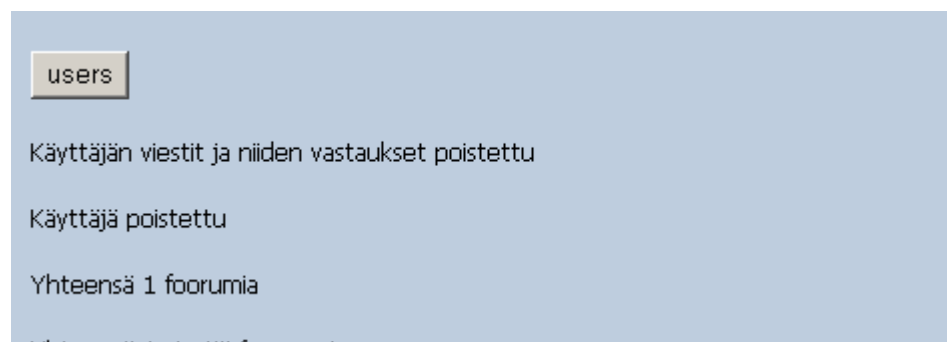 users
Käyttäjän viestit ja niiden vastaukset poistettu
Käyttäjä poistettu
Yhteensä 1 foorumia